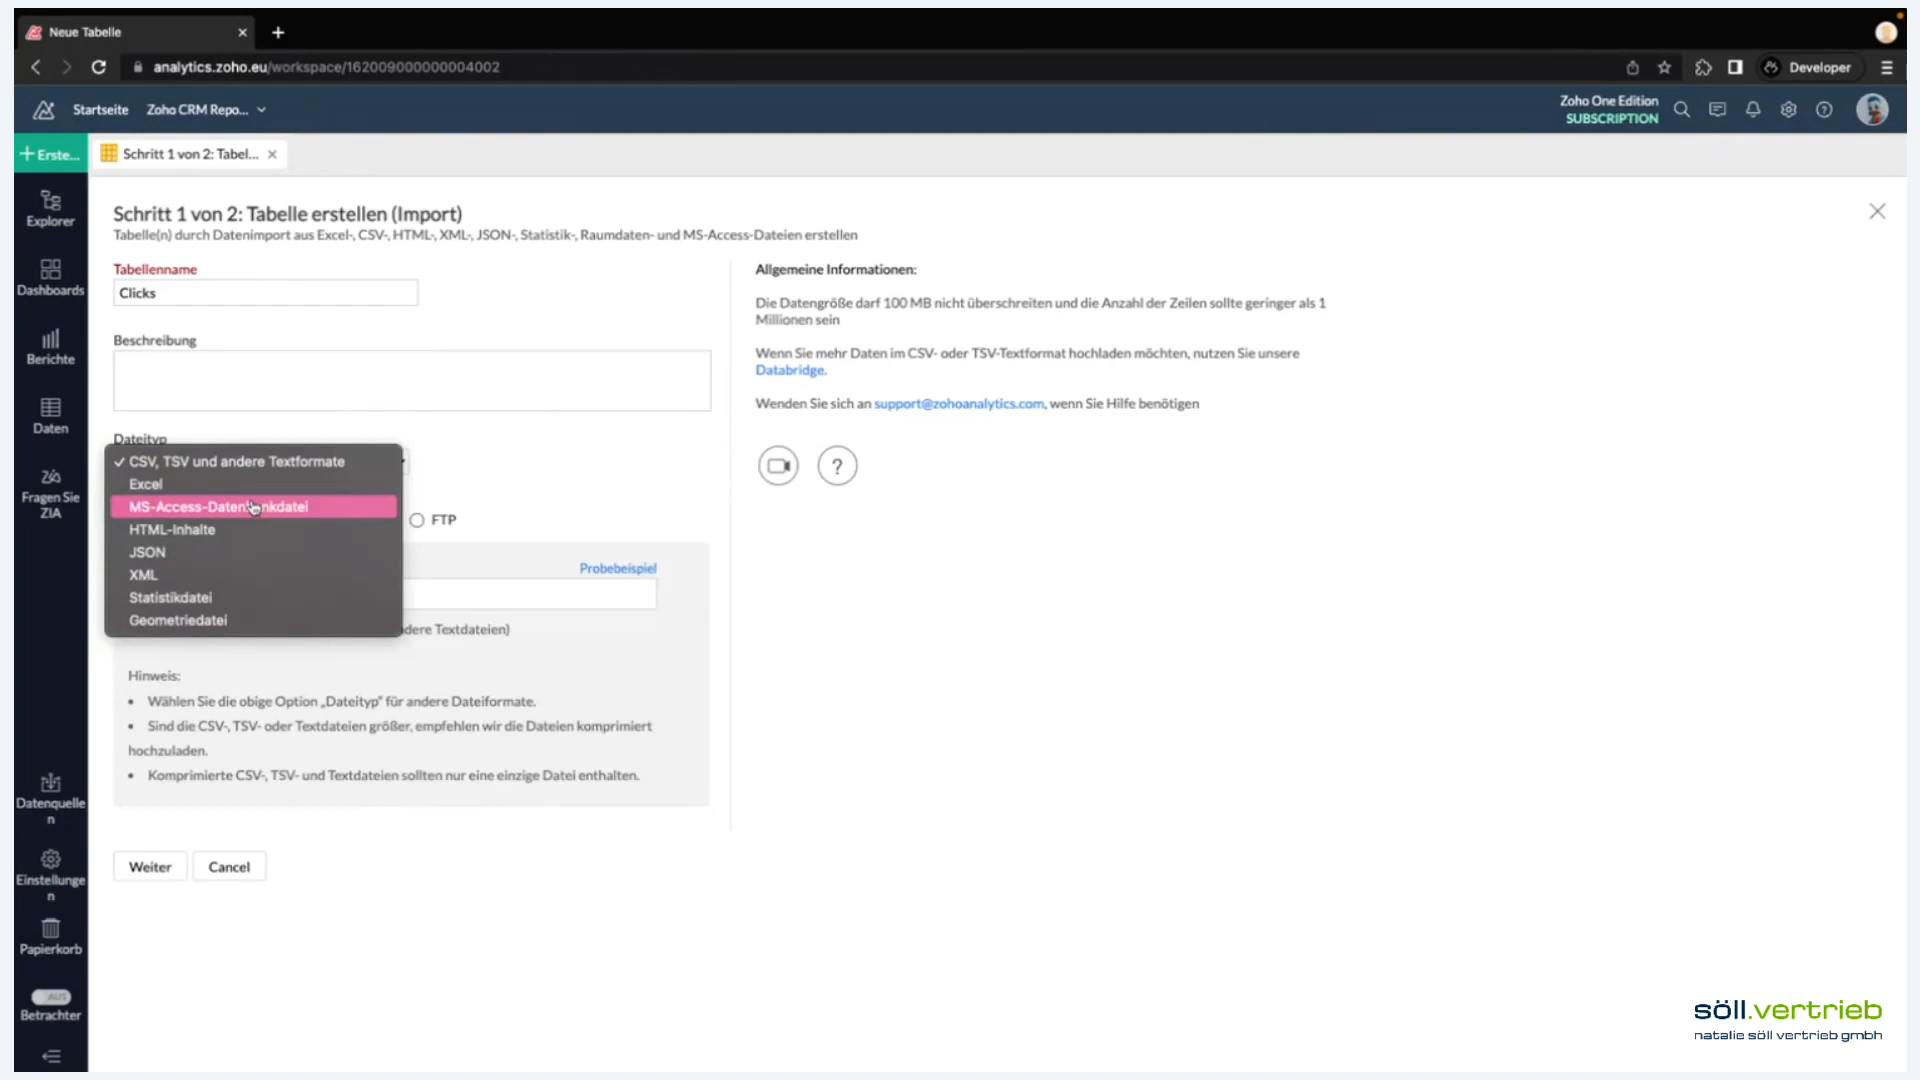 Neue Tabelle
analytics.zoho.eu/workspace/162009000000004002
Developer
Startseite
Zoho CRM Repo...
Zoho One Edition
SUBSCRIPTION
Erste...
Schritt 1 von 2: Tabel...
Explorer
Dashboards
Berichte
Daten
Fragen Sie
ZIA
Datenquelle
n
Einstellunge
n
Papierkorb
AUS
Betrachter
Schritt 1 von 2: Tabelle erstellen (Import)
Tabelle(n) durch Datenimport aus Excel-, CSV-, HTML-, XML-, JSON-, Statistik-, Raumdaten- und MS-Access-Dateien erstellen
Tabellenname
Clicks
Beschreibung
Dateityp
CSV, TSV und andere Textformate
Excel
MS-Access-Datenbankdatei
HTML-Inhalte
JSON
XML
Statistikdatei
Geometriedatei
FTP
Probebeispiel
dere Textdateien)
Hinweis:
• Wählen Sie die obige Option „Dateityp" für andere Dateiformate.
• Sind die CSV-, TSV- oder Textdateien größer, empfehlen wir die Dateien komprimiert
hochzuladen.
• Komprimierte CSV-, TSV- und Textdateien sollten nur eine einzige Datei enthalten.
Weiter
Cancel
Allgemeine Informationen:
Die Datengröße darf 100 MB nicht überschreiten und die Anzahl der Zeilen sollte geringer als 1
Millionen sein
Wenn Sie mehr Daten im CSV- oder TSV-Textformat hochladen möchten, nutzen Sie unsere
Databridge.
Wenden Sie sich an support@zohoanalytics.com, wenn Sie Hilfe benötigen
söll.vertrieb
natalie söll vertrieb gmbh